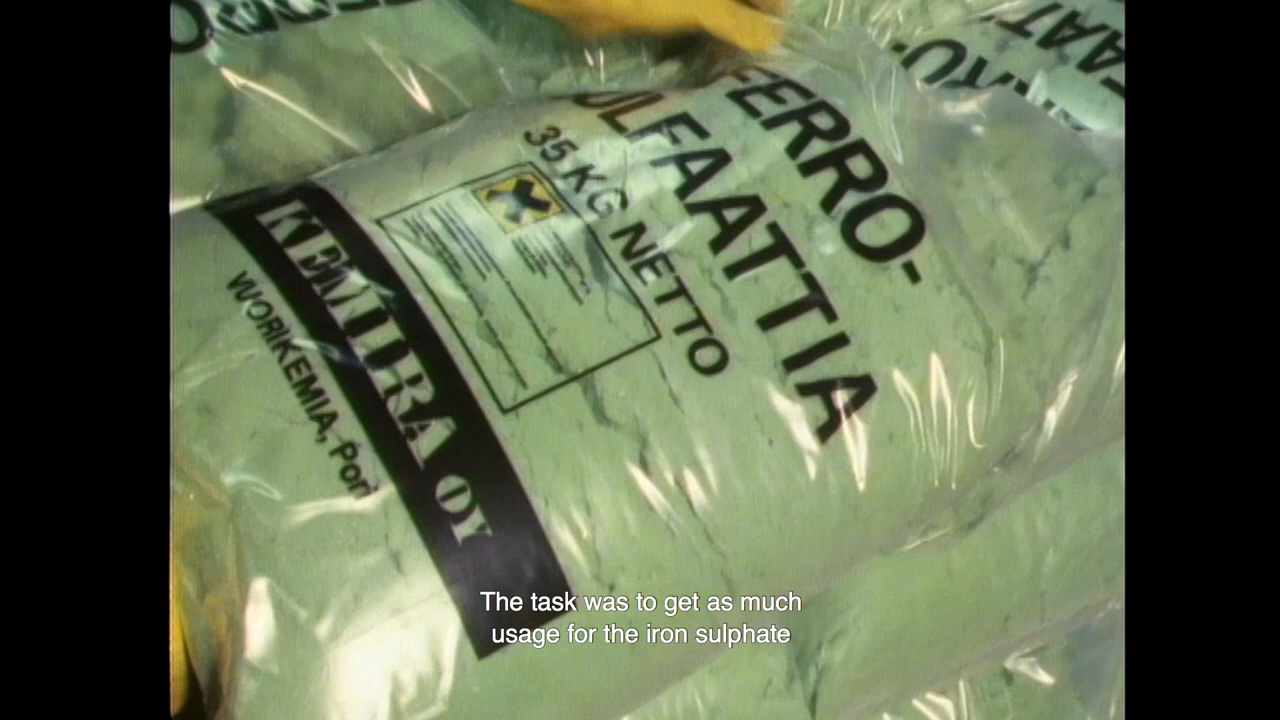 FERRO-
SULFAATTIA
35 KG NETTO
KEMIRA OY
WORIKEMIA, Pori
The task was to get as much
usage for the iron sulphate